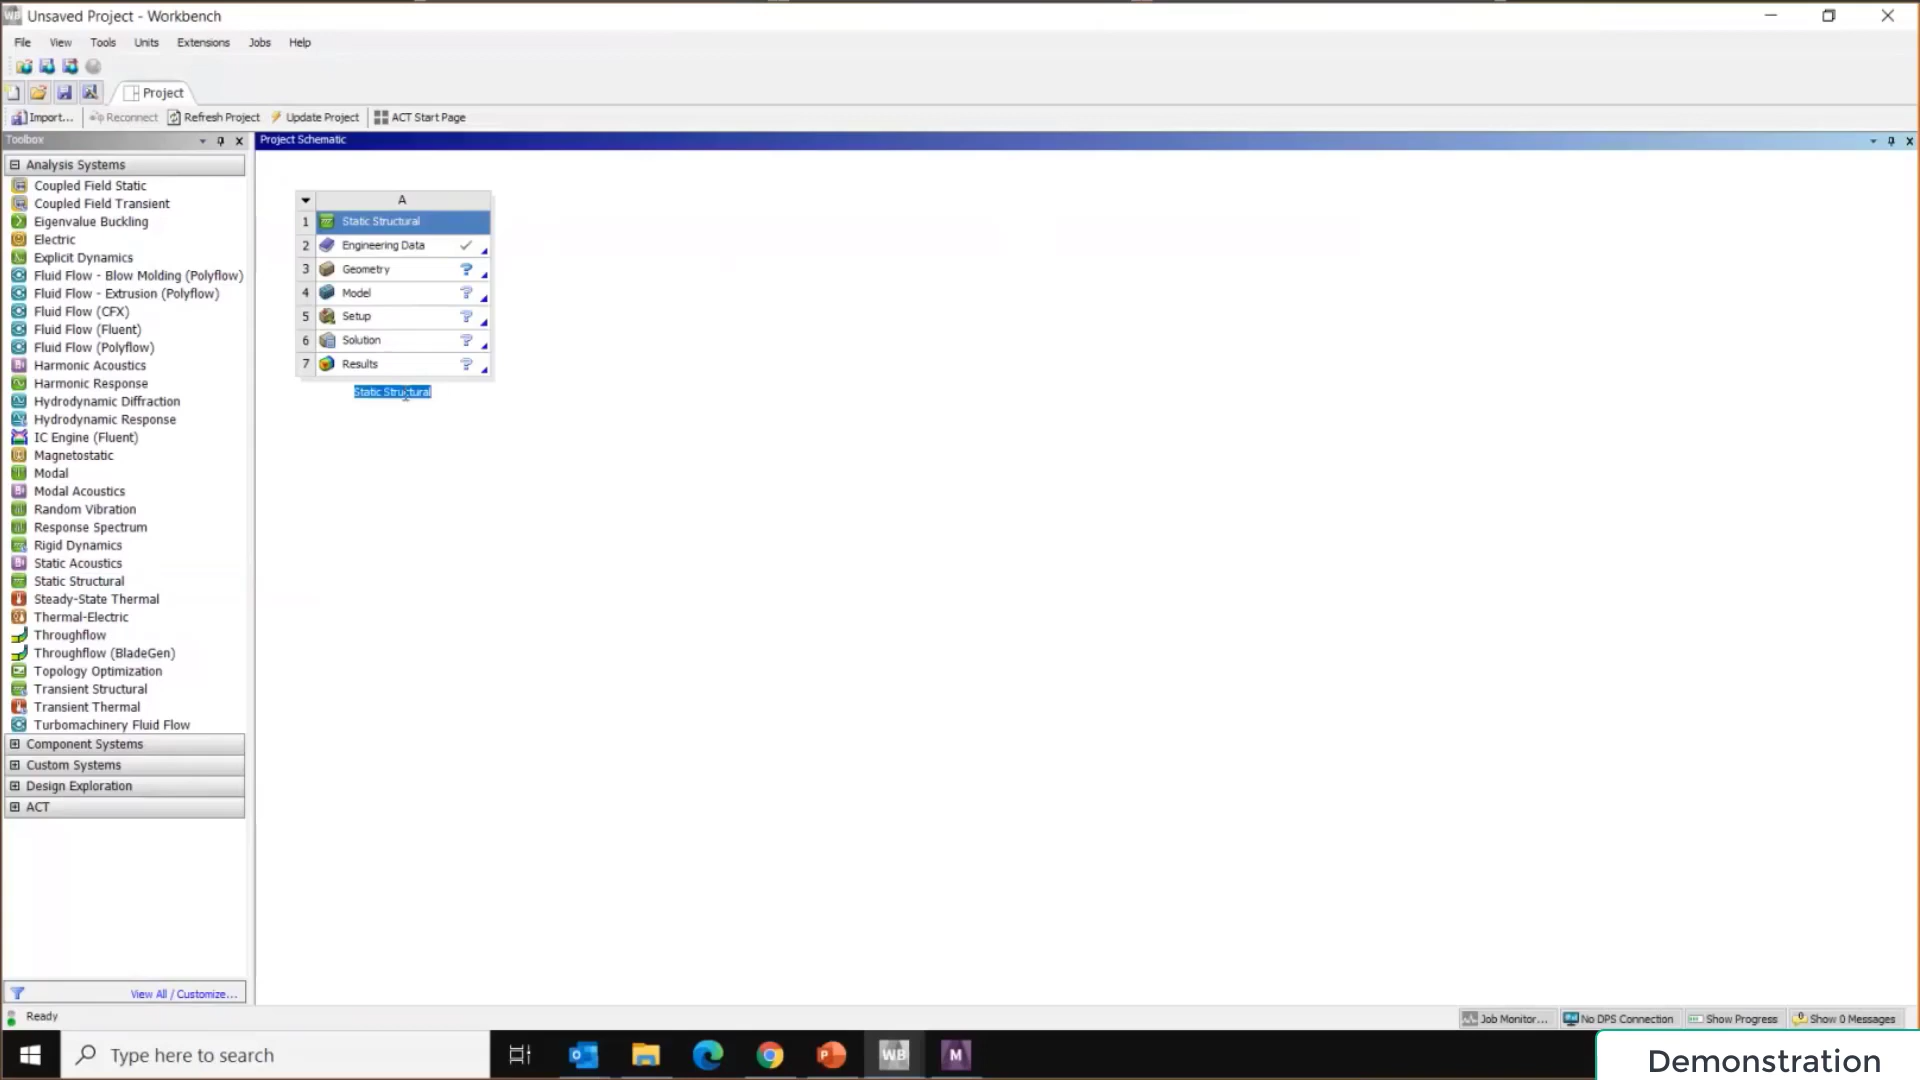 Unsaved Project - Workbench
File View Tools Units Extensions Jobs Help
Project
Import... Reconnect Refresh Project Update Project ACT Start Page
Toolbox
Project Schematic
Analysis Systems
Coupled Field Static
Coupled Field Transient
Eigenvalue Buckling
Electric
Explicit Dynamics
Fluid Flow - Blow Molding (Polyflow)
Fluid Flow - Extrusion (Polyflow)
Fluid Flow (CFX)
Fluid Flow (Fluent)
Fluid Flow (Polyflow)
Harmonic Acoustics
Harmonic Response
Hydrodynamic Diffraction
Hydrodynamic Response
IC Engine (Fluent)
Magnetostatic
Modal
Modal Acoustics
Random Vibration
Response Spectrum
Rigid Dynamics
Static Acoustics
Static Structural
Steady-State Thermal
Thermal-Electric
Throughflow
Throughflow (BladeGen)
Topology Optimization
Transient Structural
Transient Thermal
Turbomachinery Fluid Flow
Component Systems
Custom Systems
Design Exploration
ACT
View All / Customize...
A
1 Static Structural
2 Engineering Data
3 Geometry ?
4 Model ?
5 Setup ?
6 Solution ?
7 Results ?
Static Structural
Ready
Job Monitor... No DPS Connection Show Progress Show 0 Messages
Type here to search
WB M
Demonstration